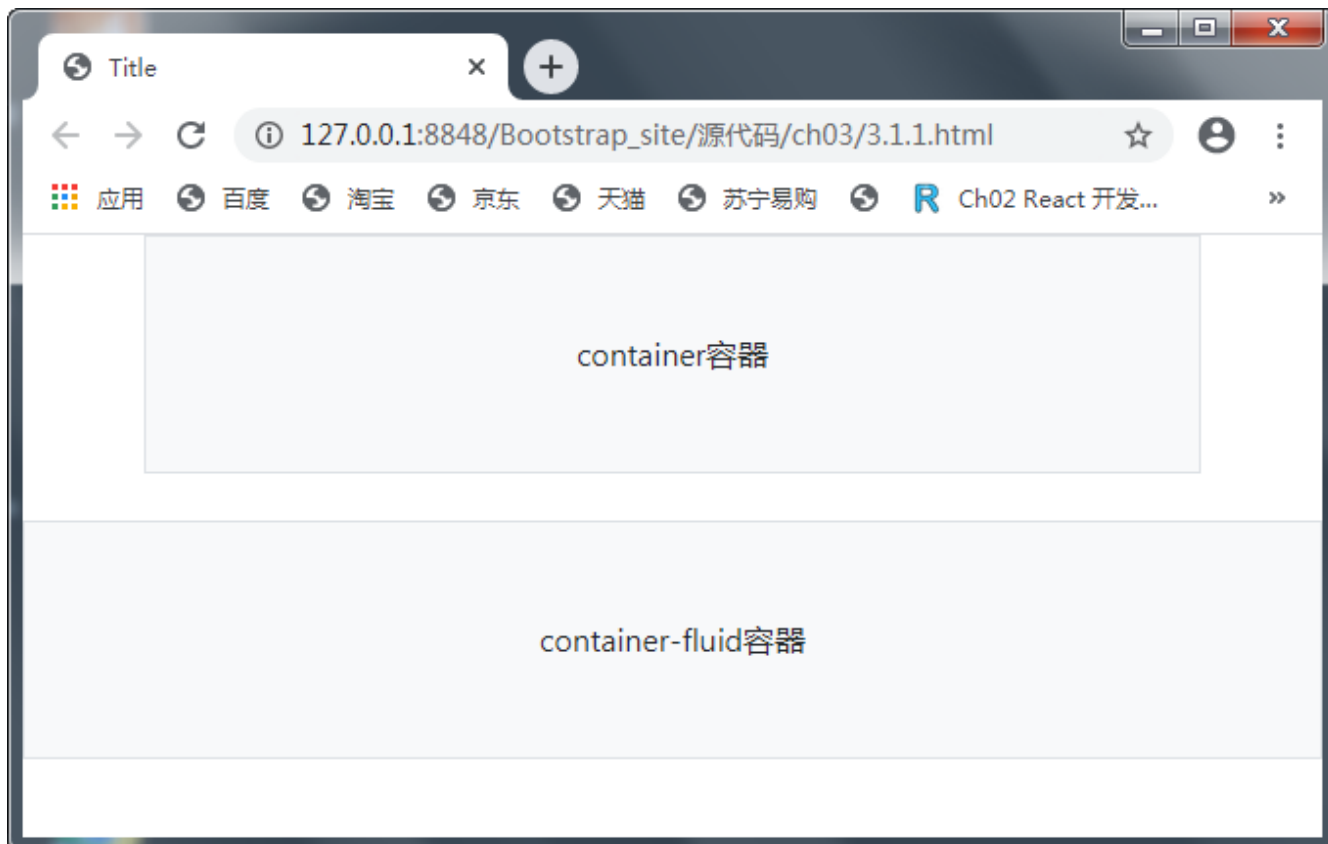 Title
127.0.0.1:8848/Bootstrap_site/源代码/ch03/3.1.1.html
应用 百度 淘宝 京东 天猫 苏宁易购 R Ch02 React 开发... »
container容器
container-fluid容器